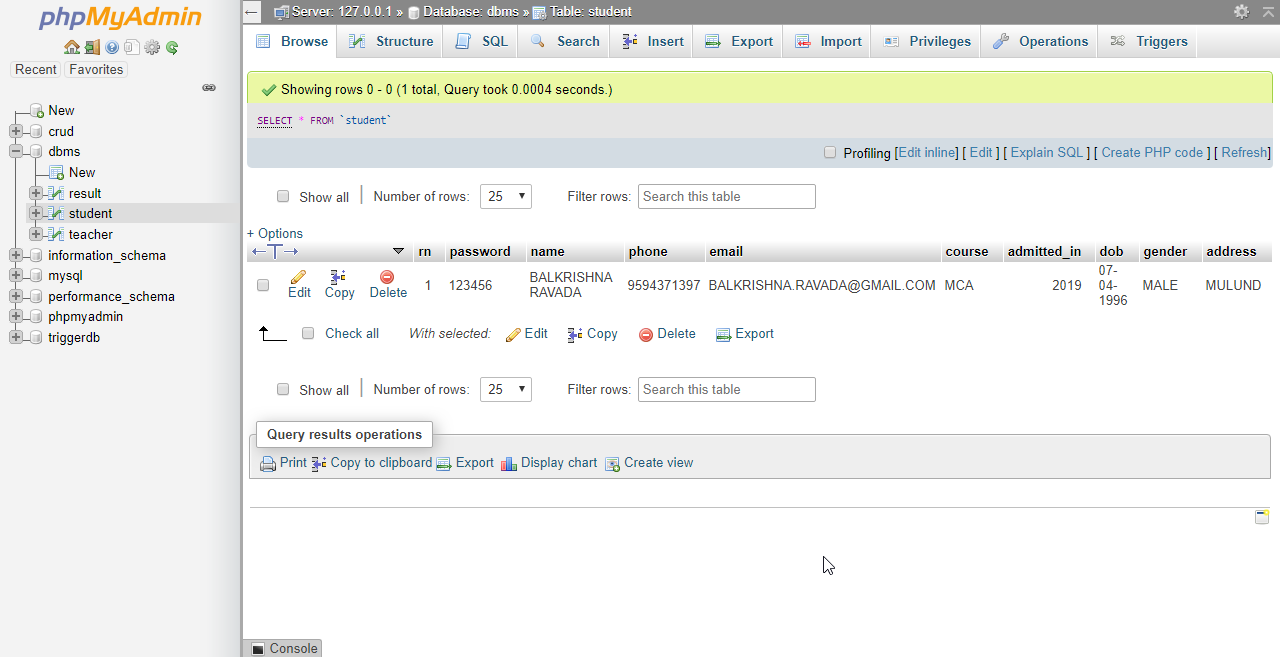 phpMyAdmin
Recent Favorites
New
crud
dbms
New
result
student
teacher
information_schema
mysql
performance_schema
phpmyadmin
triggerdb
Server: 127.0.0.1 » Database: dbms » Table: student
Browse Structure SQL Search Insert Export Import Privileges Operations Triggers
Showing rows 0 - 0 (1 total, Query took 0.0004 seconds.)
SELECT * FROM `student`
Profiling [Edit inline] [ Edit ] [ Explain SQL ] [ Create PHP code ] [ Refresh]
Show all Number of rows: 25 Filter rows: Search this table
+ Options
rn password name phone email course admitted_in dob gender address
Edit Copy Delete 1 123456 BALKRISHNA RAVADA 9594371397 BALKRISHNA.RAVADA@GMAIL.COM MCA 2019 07-04-1996 MALE MULUND
Check all With selected: Edit Copy Delete Export
Show all Number of rows: 25 Filter rows: Search this table
Query results operations
Print Copy to clipboard Export Display chart Create view
Console